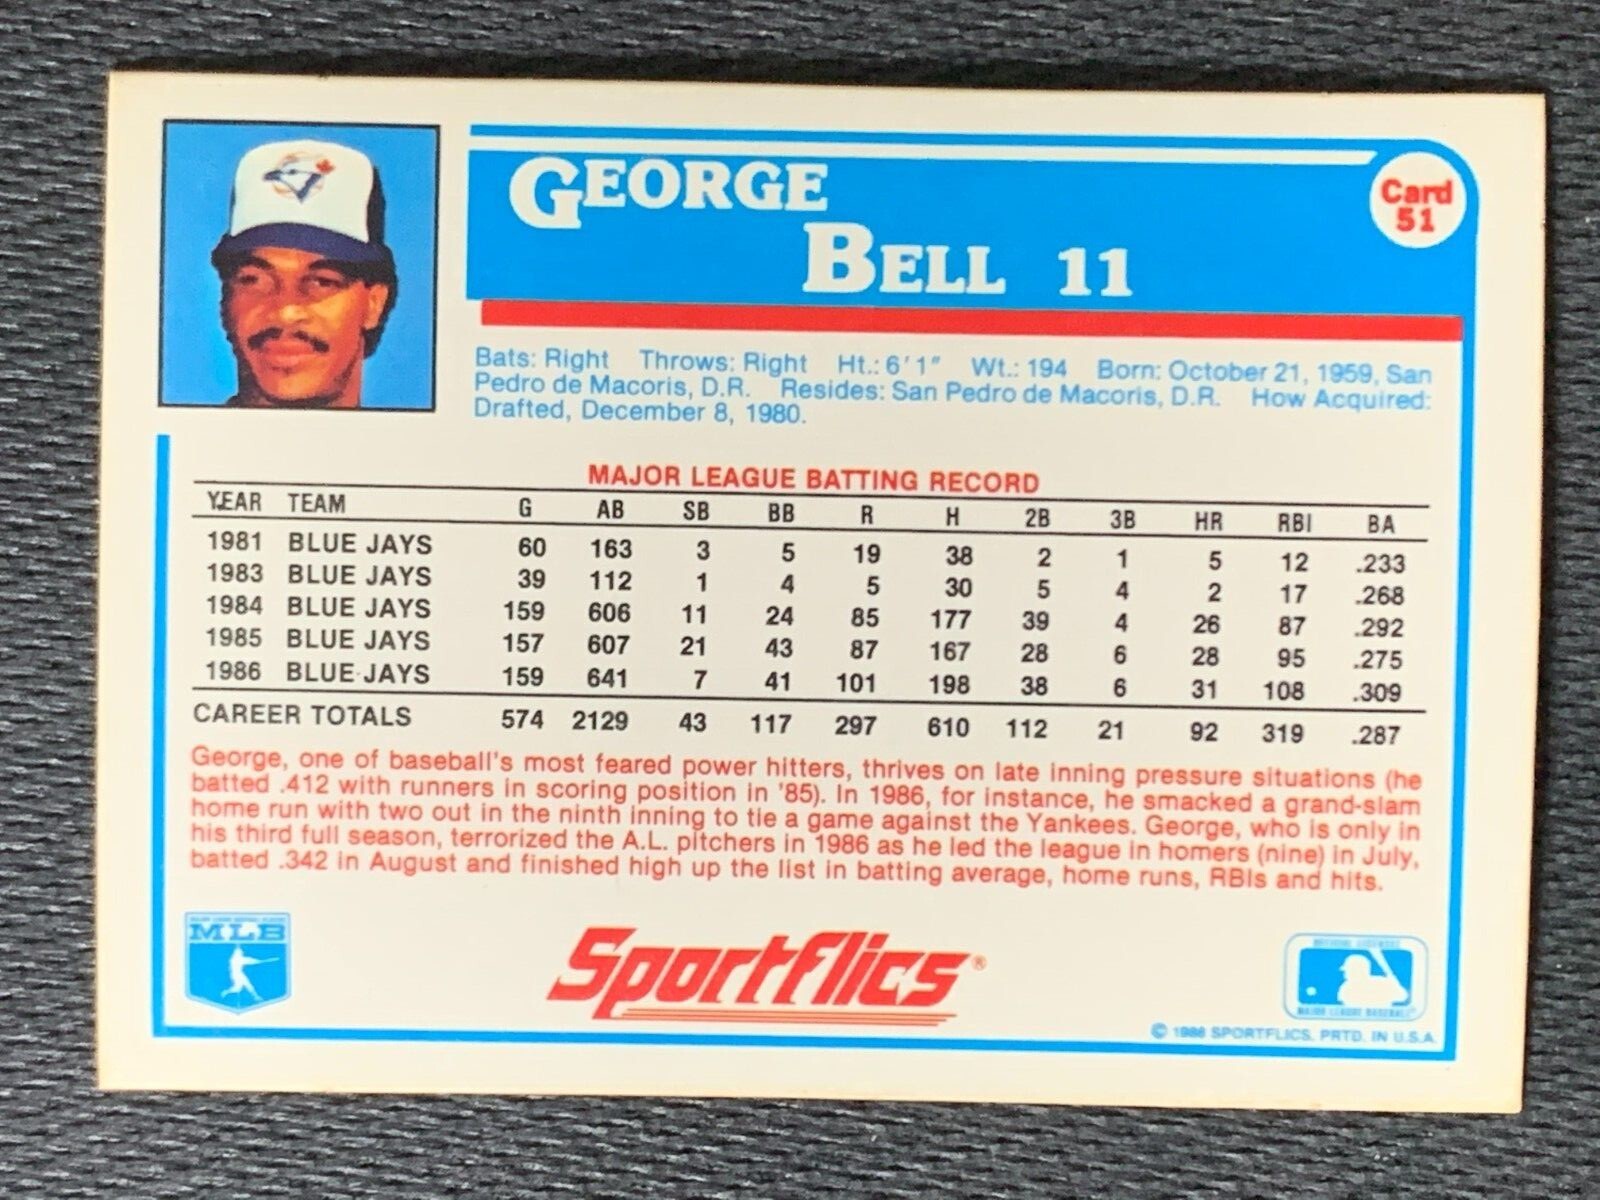 GEORGE
BELL 11
Card
51
Bats: Right Throws: Right Ht.: 6'1" Wt.: 194 Born: October 21, 1959, San
Pedro de Macoris, D.R. Resides: San Pedro de Macoris, D.R. How Acquired:
Drafted, December 8, 1980.
MAJOR LEAGUE BATTING RECORD
YEAR TEAM G AB SB BB R H 2B 3B HR RBI BA
1981 BLUE JAYS 60 163 3 5 19 38 2 1 5 12 .233
1983 BLUE JAYS 39 112 1 4 5 30 5 4 2 17 .268
1984 BLUE JAYS 159 606 11 24 85 177 39 4 26 87 .292
1985 BLUE JAYS 157 607 21 43 87 167 28 6 28 95 .275
1986 BLUE JAYS 159 641 7 41 101 198 38 6 31 108 .309
CAREER TOTALS 574 2129 43 117 297 610 112 21 92 319 .287
George, one of baseball's most feared power hitters, thrives on late inning pressure situations (he
batted .412 with runners in scoring position in '85). In 1986, for instance, he smacked a grand-slam
home run with two out in the ninth inning to tie a game against the Yankees. George, who is only in
his third full season, terrorized the A.L. pitchers in 1986 as he led the league in homers (nine) in July,
batted .342 in August and finished high up the list in batting average, home runs, RBIs and hits.
MLB
Sportflics®
MAJOR LEAGUE BASEBALL
© 1986 SPORTFLICS, PRTD. IN U.S.A.